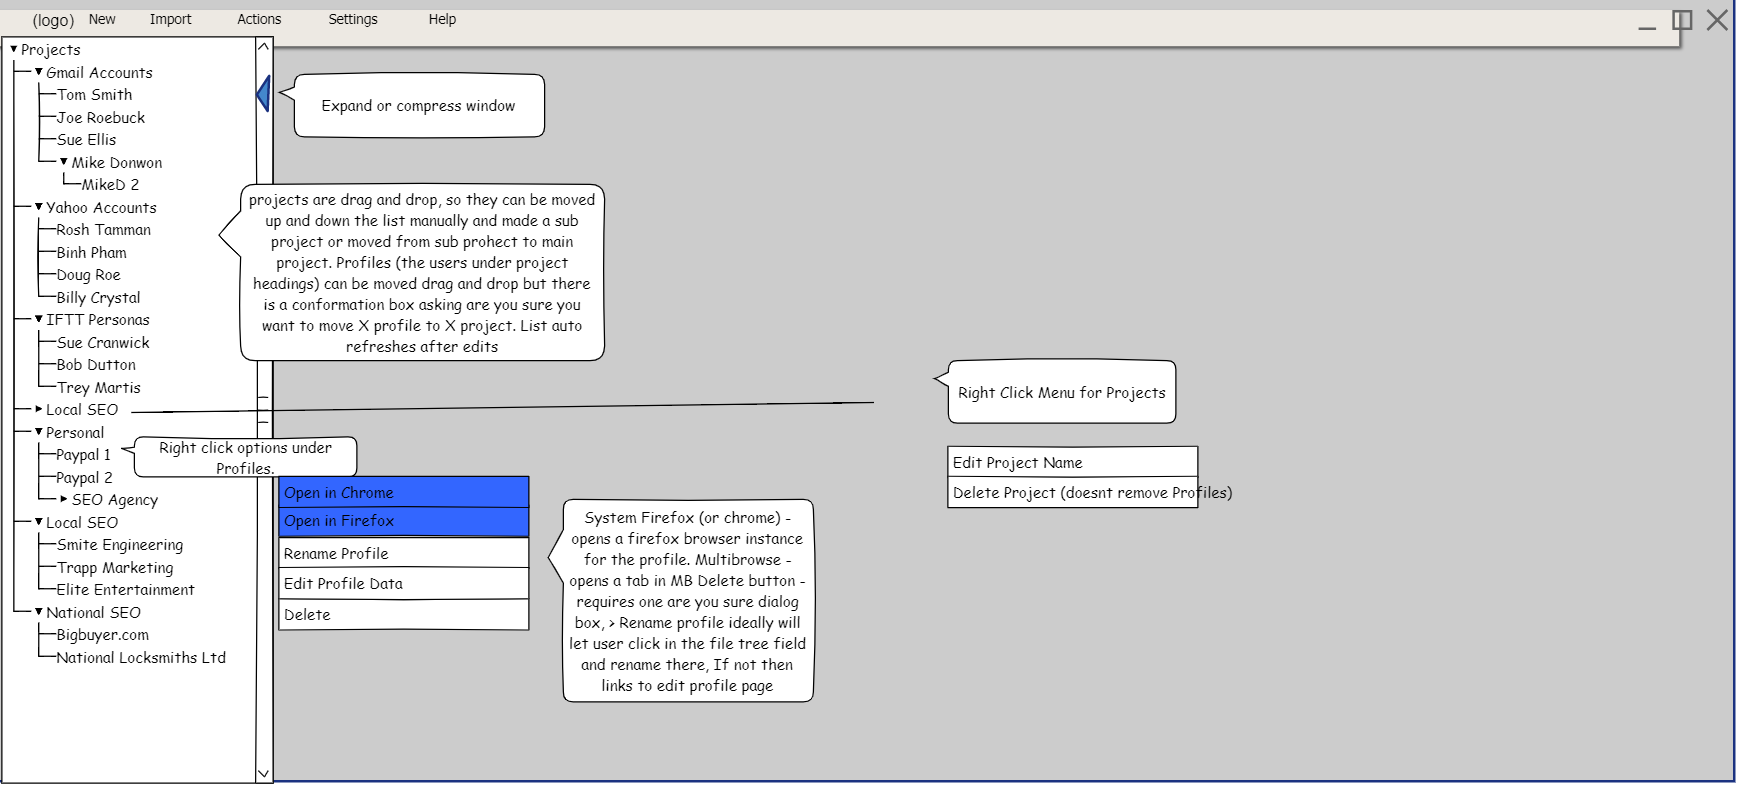 (logo) New Import Actions Settings Help
Projects
Gmail Accounts
Tom Smith
Joe Roebuck
Sue Ellis
Mike Donwon
MikeD 2
Yahoo Accounts
Rosh Tamman
Binh Pham
Doug Roe
Billy Crystal
IFTT Personas
Sue Cranwick
Bob Dutton
Trey Martis
Local SEO
Personal
Paypal 1
Paypal 2
SEO Agency
Local SEO
Smite Engineering
Trapp Marketing
Elite Entertainment
National SEO
Bigbuyer.com
National Locksmiths Ltd
Expand or compress window
projects are drag and drop, so they can be moved
up and down the list manually and made a sub
project or moved from sub prohect to main
project. Profiles (the users under project
headings) can be moved drag and drop but there
is a conformation box asking are you sure you
want to move X profile to X project. List auto
refreshes after edits
Right click options under
Profiles.
Open in Chrome
Open in Firefox
Rename Profile
Edit Profile Data
Delete
System Firefox (or chrome) -
opens a firefox browser instance
for the profile. Multibrowse -
opens a tab in MB Delete button -
requires one are you sure dialog
box, > Rename profile ideally will
let user click in the file tree field
and rename there, If not then
links to edit profile page
Right Click Menu for Projects
Edit Project Name
Delete Project (doesnt remove Profiles)